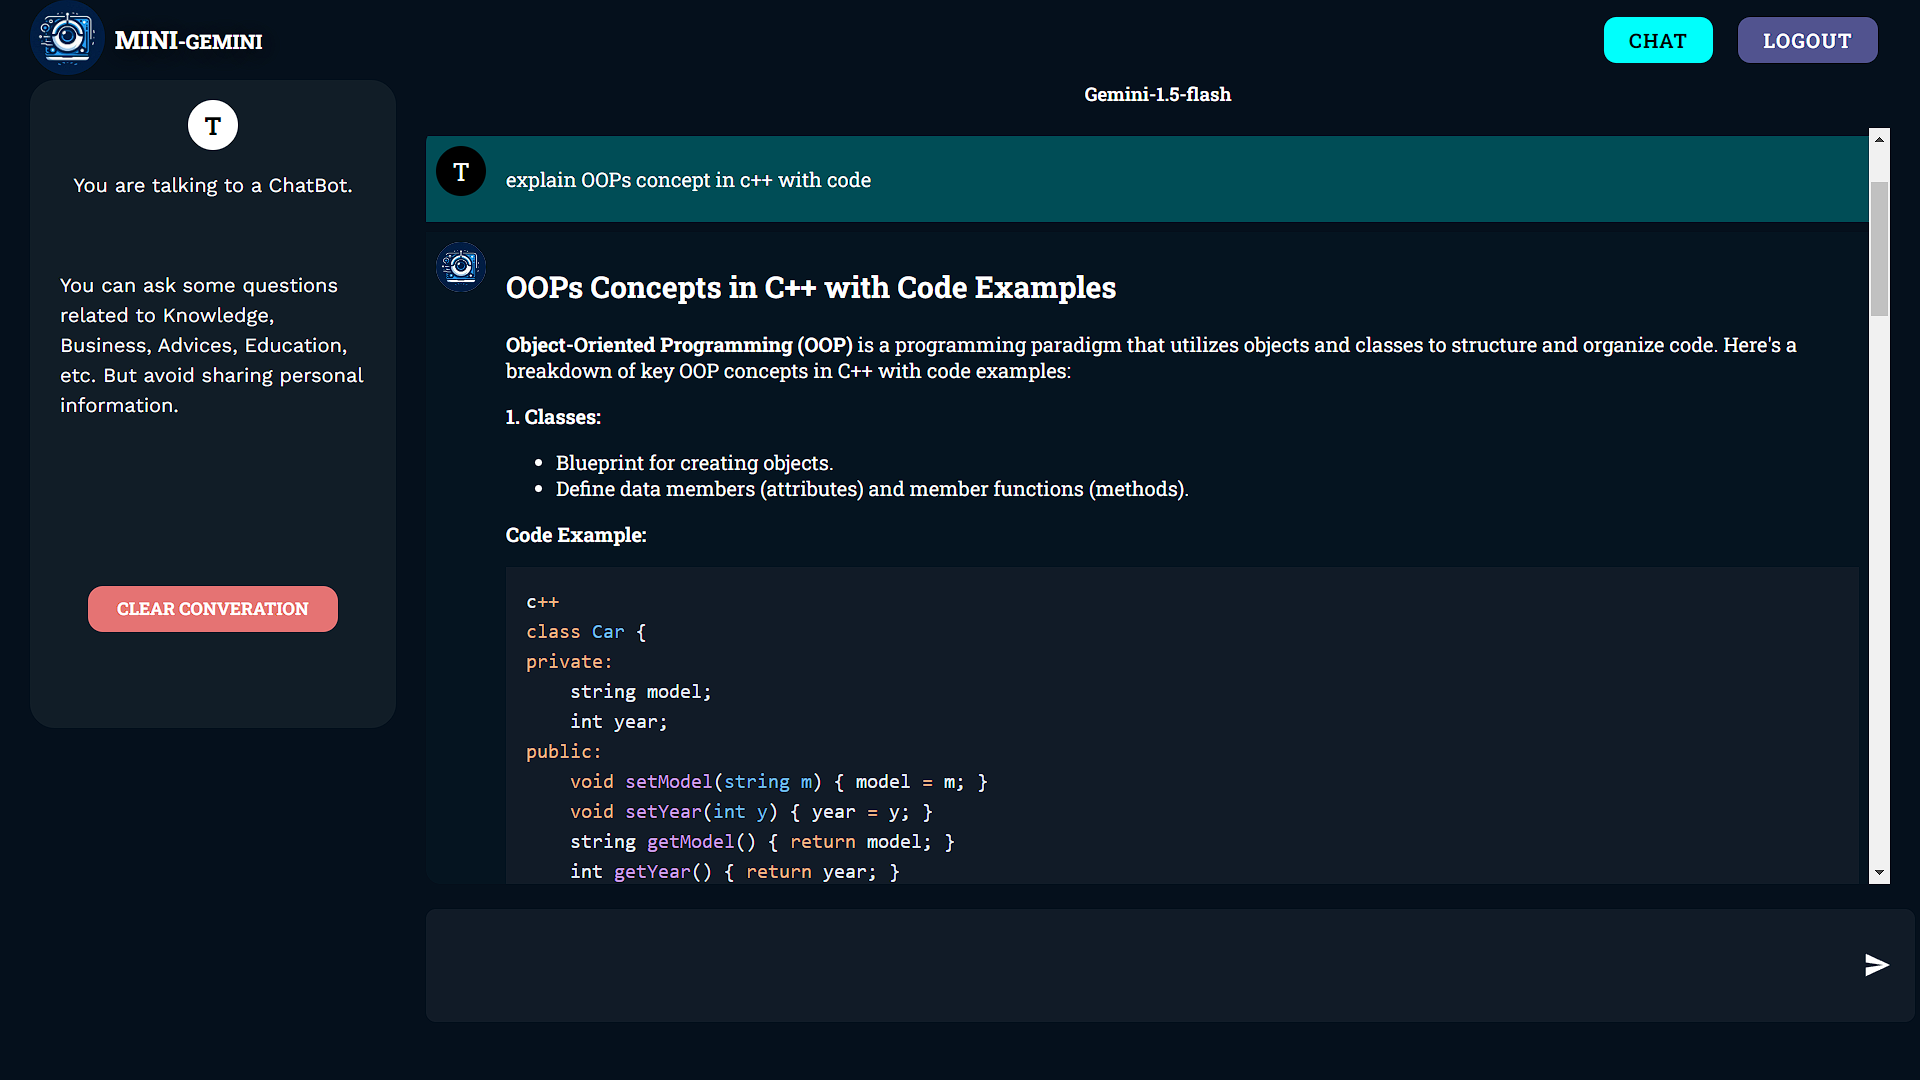 MINI-GEMINI
CHAT
LOGOUT
T
You are talking to a ChatBot.
You can ask some questions
related to Knowledge,
Business, Advices, Education,
etc. But avoid sharing personal
information.
CLEAR CONVERATION
Gemini-1.5-flash
T
explain OOPs concept in c++ with code
OOPs Concepts in C++ with Code Examples
Object-Oriented Programming (OOP) is a programming paradigm that utilizes objects and classes to structure and organize code. Here's a
breakdown of key OOP concepts in C++ with code examples:
1. Classes:
• Blueprint for creating objects.
• Define data members (attributes) and member functions (methods).
Code Example:
c++
class Car {
private:
    string model;
    int year;
public:
    void setModel(string m) { model = m; }
    void setYear(int y) { year = y; }
    string getModel() { return model; }
    int getYear() { return year; }